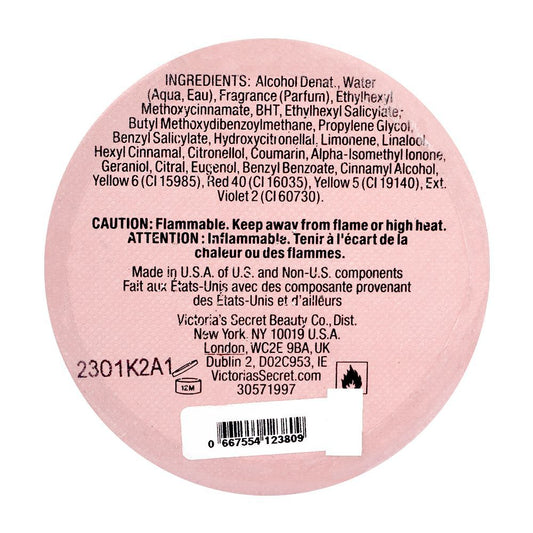 INGREDIENTS: Alcohol Denat., Water
(Aqua, Eau), Fragrance (Parfum), Ethylhexyl
Methoxycinnamate, BHT, Ethylhexyl Salicylate,
Butyl Methoxydibenzoylmethane, Propylene Glycol,
Benzyl Salicylate, Hydroxycitronellal, Limonene, Linalool,
Hexyl Cinnamal, Citronellol, Coumarin, Alpha-Isomethyl Ionone,
Geraniol, Citral, Eugenol, Benzyl Benzoate, Cinnamyl Alcohol,
Yellow 6 (CI 15985), Red 40 (CI 16035), Yellow 5 (CI 19140), Ext.
Violet 2 (CI 60730).
CAUTION: Flammable. Keep away from flame or high heat.
ATTENTION : Inflammable. Tenir à l'écart de la
chaleur ou des flammes.
Made in U.S.A. of U.S. and Non-U.S. components
Fait aux États-Unis avec des composante provenant
des États-Unis et d'ailleurs
Victoria's Secret Beauty Co., Dist.
New York, NY 10019 U.S.A.
London, WC2E 9BA, UK
Dublin 2, D02C953, IE
VictoriasSecret.com
30571997
2301K2A1
12M
0 667554 123809